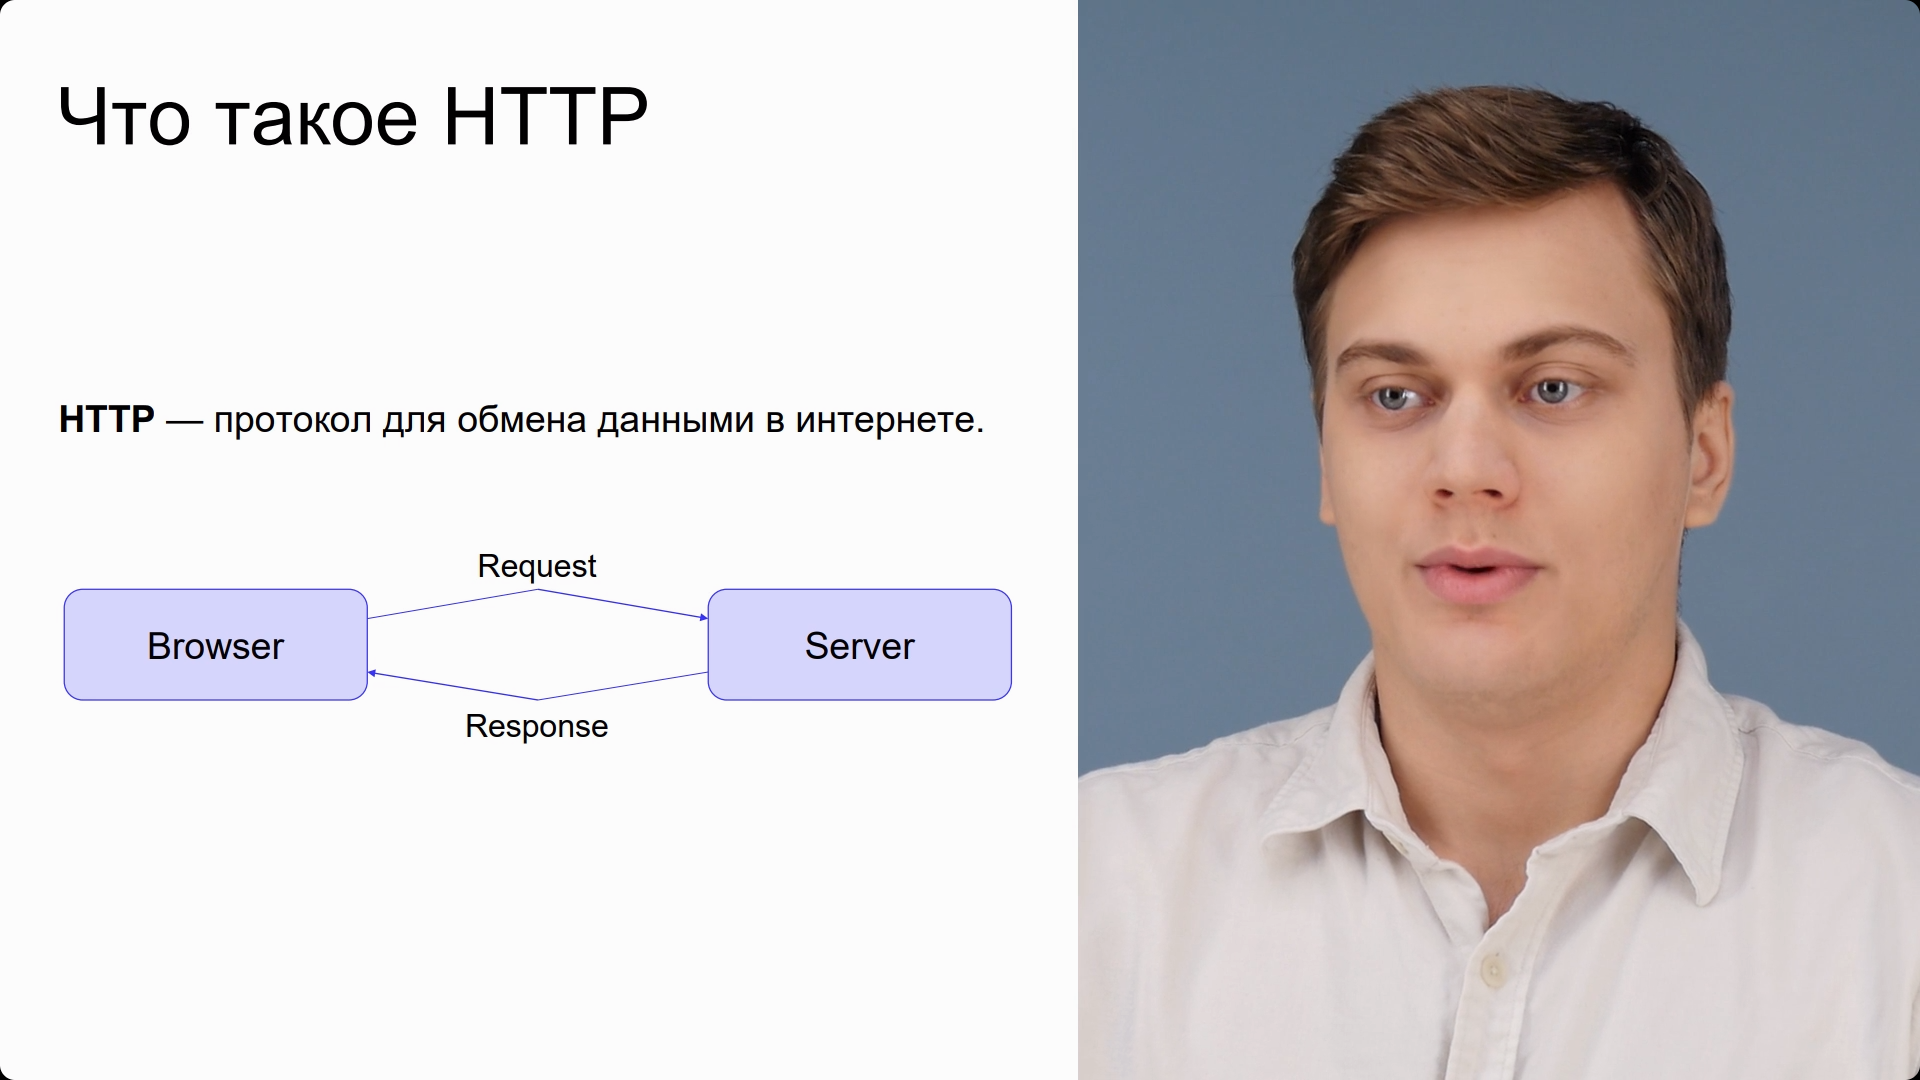 Что такое HTTP
HTTP — протокол для обмена данными в интернете.
Request
Browser
Server
Response